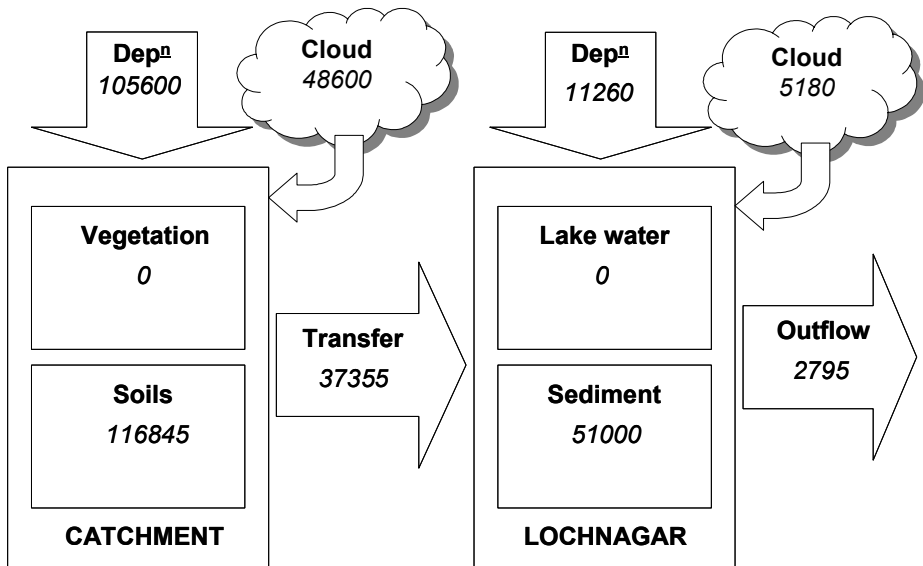 Depn
105600
Cloud
48600
Vegetation
0
Soils
116845
CATCHMENT
Transfer
37355
Depn
11260
Cloud
5180
Lake water
0
Sediment
51000
LOCHNAGAR
Outflow
2795